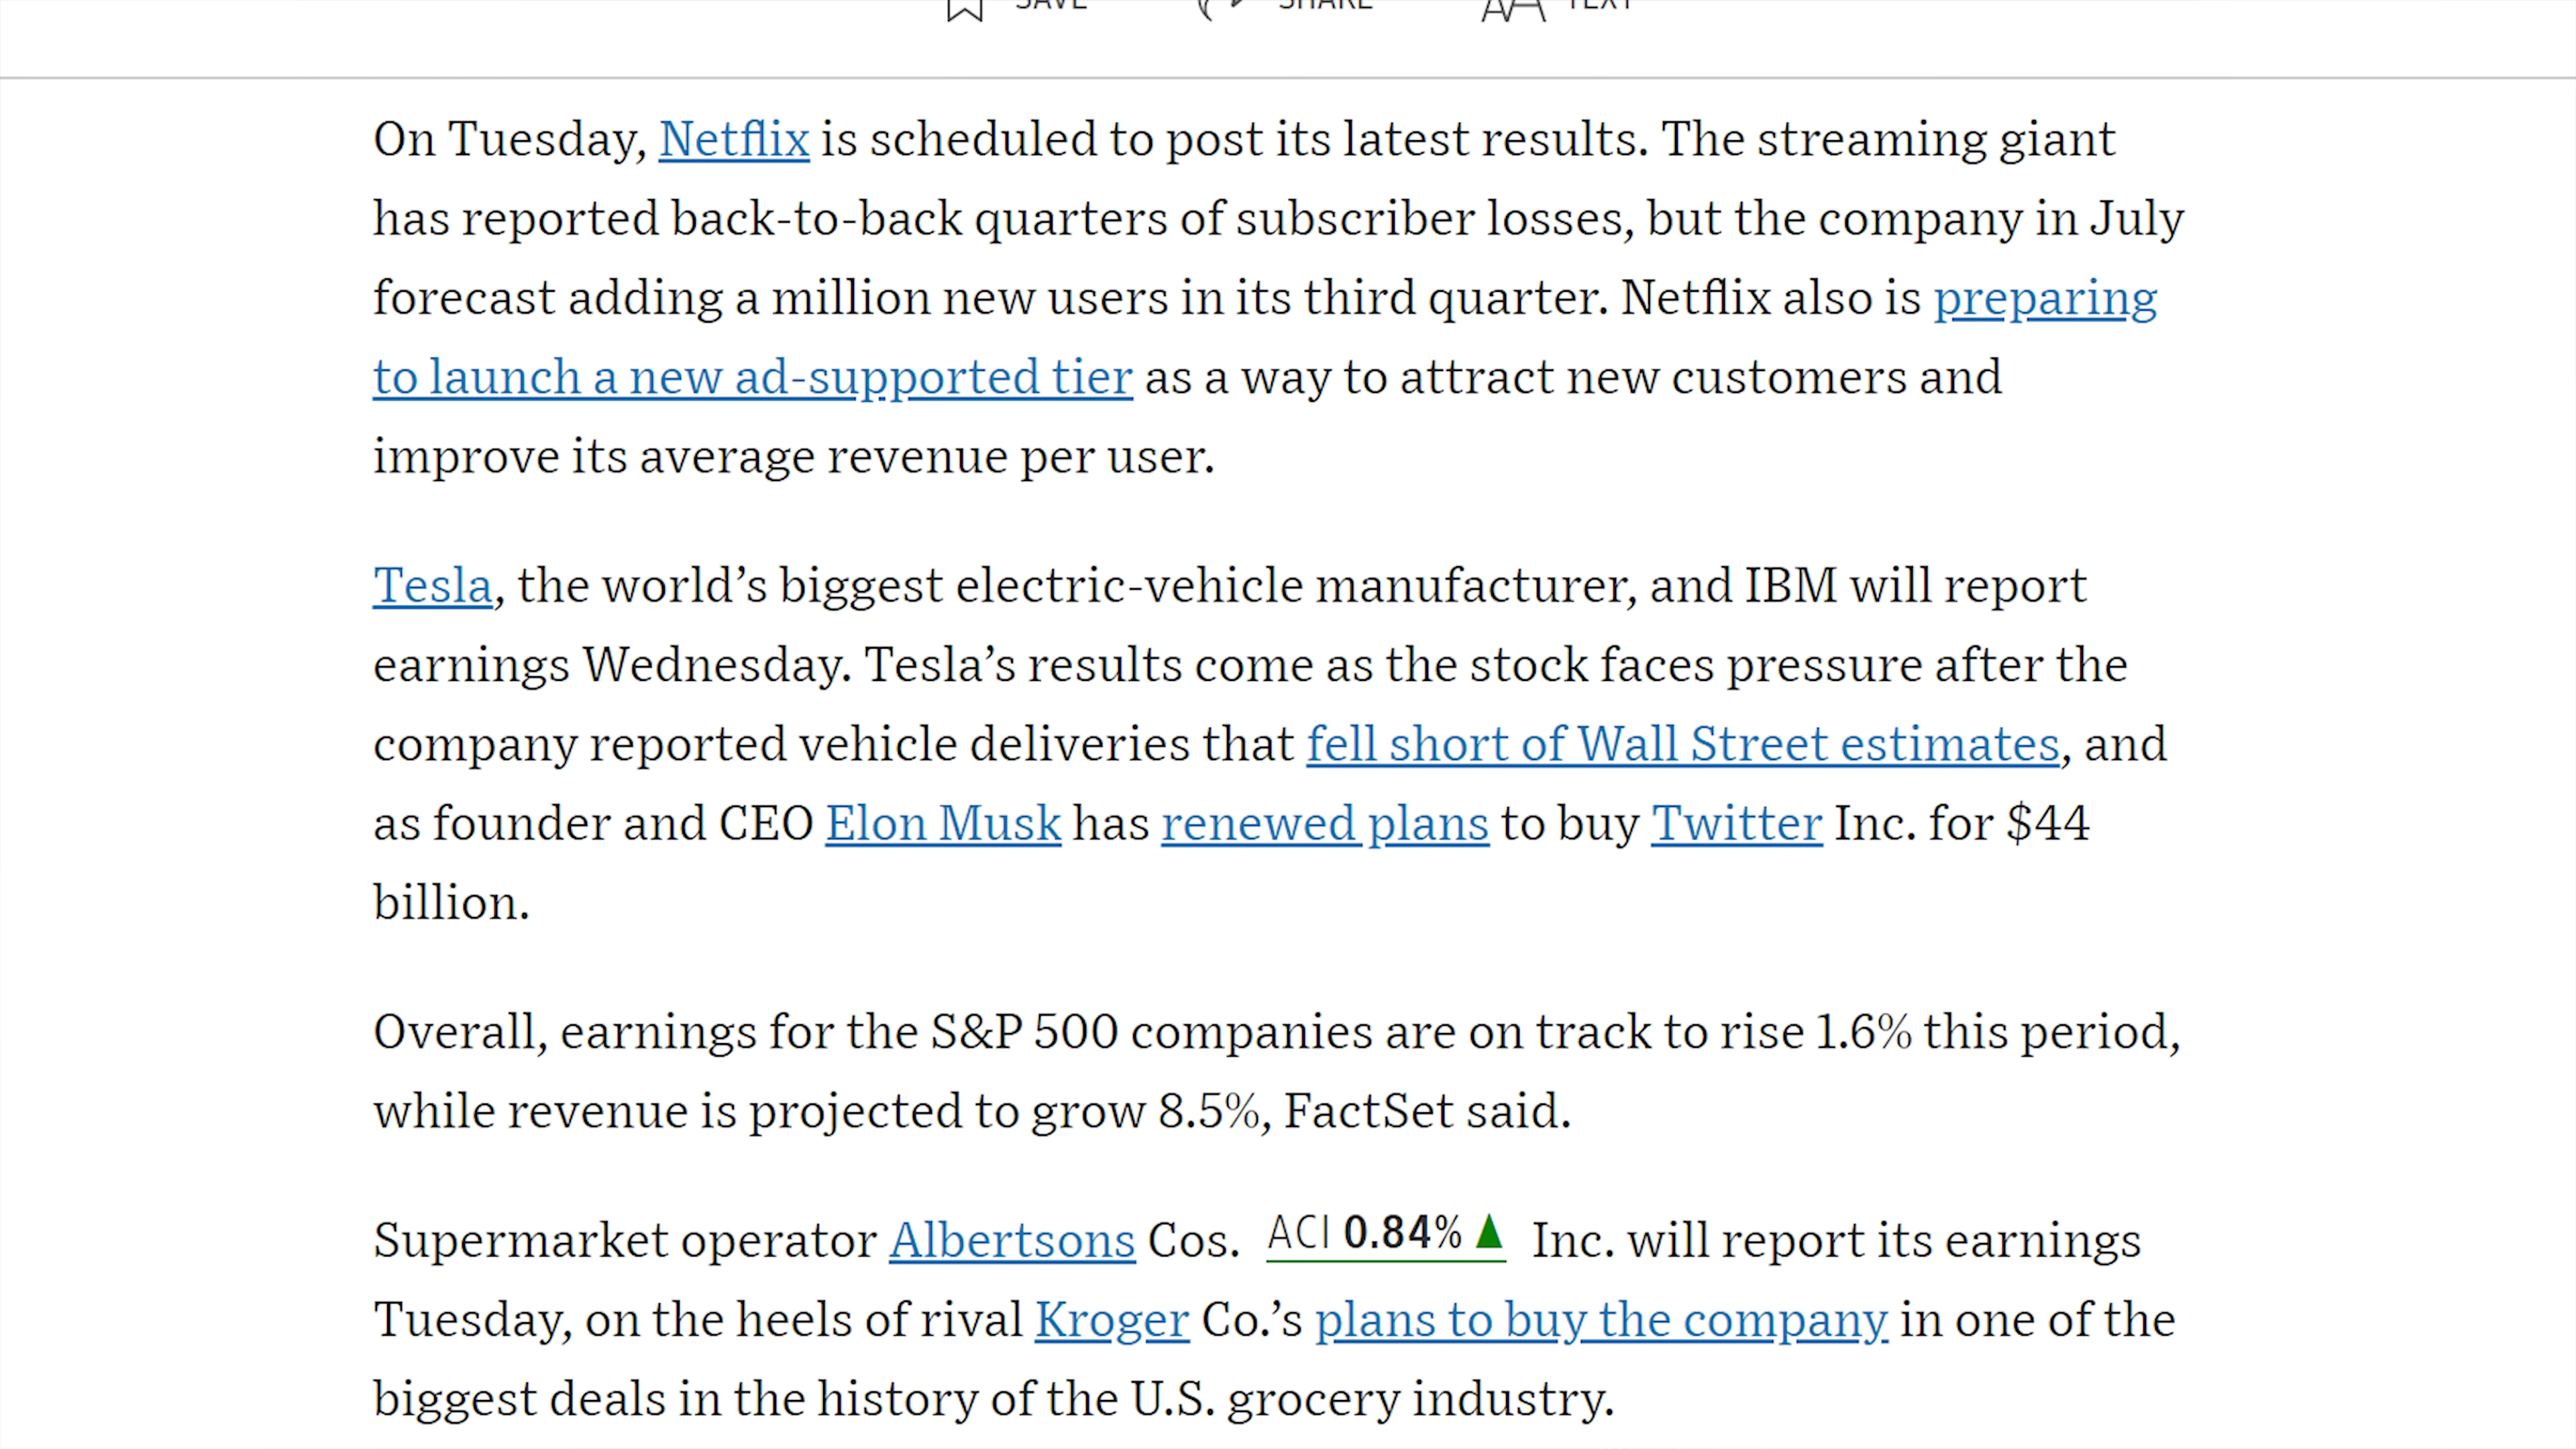 SAVE SHARE AA TEXT
On Tuesday, Netflix is scheduled to post its latest results. The streaming giant
has reported back-to-back quarters of subscriber losses, but the company in July
forecast adding a million new users in its third quarter. Netflix also is preparing
to launch a new ad-supported tier as a way to attract new customers and
improve its average revenue per user.
Tesla, the world’s biggest electric-vehicle manufacturer, and IBM will report
earnings Wednesday. Tesla’s results come as the stock faces pressure after the
company reported vehicle deliveries that fell short of Wall Street estimates, and
as founder and CEO Elon Musk has renewed plans to buy Twitter Inc. for $44
billion.
Overall, earnings for the S&P 500 companies are on track to rise 1.6% this period,
while revenue is projected to grow 8.5%, FactSet said.
Supermarket operator Albertsons Cos. ACI 0.84% ▲ Inc. will report its earnings
Tuesday, on the heels of rival Kroger Co.’s plans to buy the company in one of the
biggest deals in the history of the U.S. grocery industry.